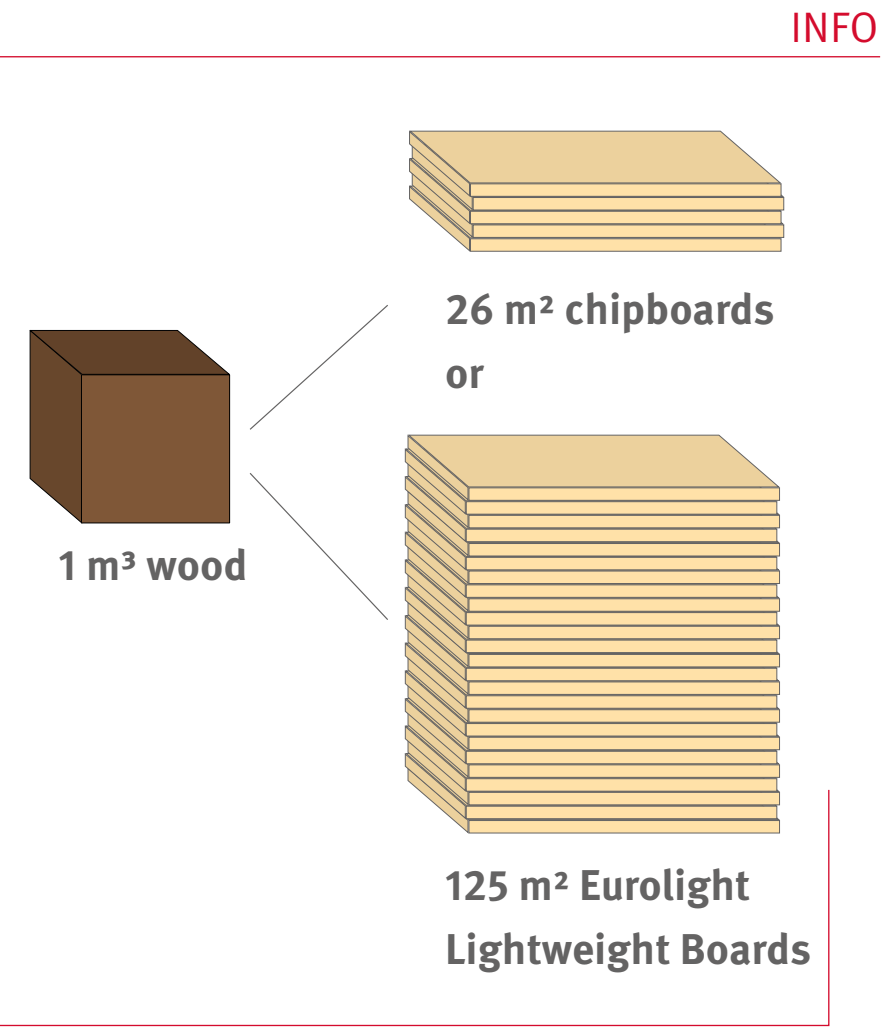 INFO
26 m² chipboards
or
1 m³ wood
125 m² Eurolight
Lightweight Boards